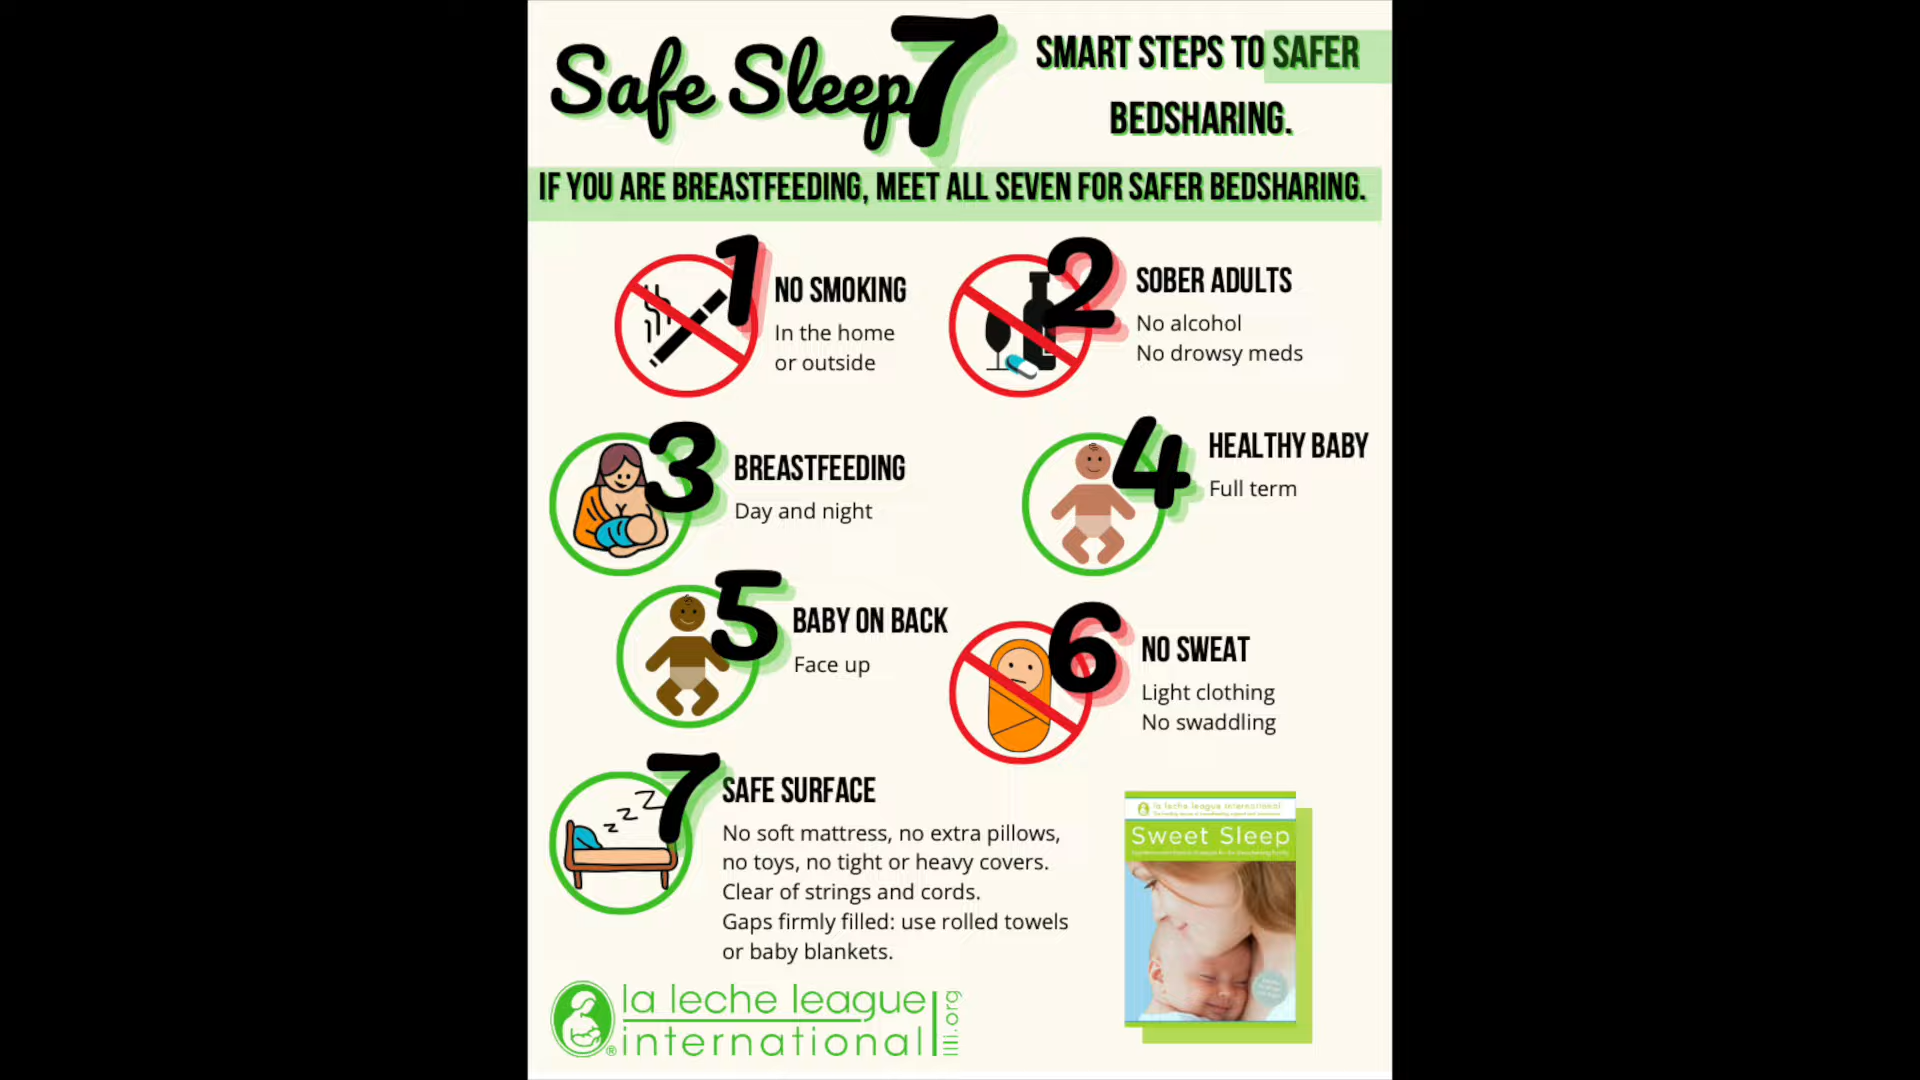 Safe Sleep 7
SMART STEPS TO SAFER
BEDSHARING.
IF YOU ARE BREASTFEEDING, MEET ALL SEVEN FOR SAFER BEDSHARING.
1
NO SMOKING
In the home
or outside
2
SOBER ADULTS
No alcohol
No drowsy meds
3
BREASTFEEDING
Day and night
4
HEALTHY BABY
Full term
5
BABY ON BACK
Face up
6
NO SWEAT
Light clothing
No swaddling
7
z z Z
SAFE SURFACE
No soft mattress, no extra pillows,
no toys, no tight or heavy covers.
Clear of strings and cords.
Gaps firmly filled: use rolled towels
or baby blankets.
la leche league
international
®
llli.org
la leche league international
Sweet Sleep